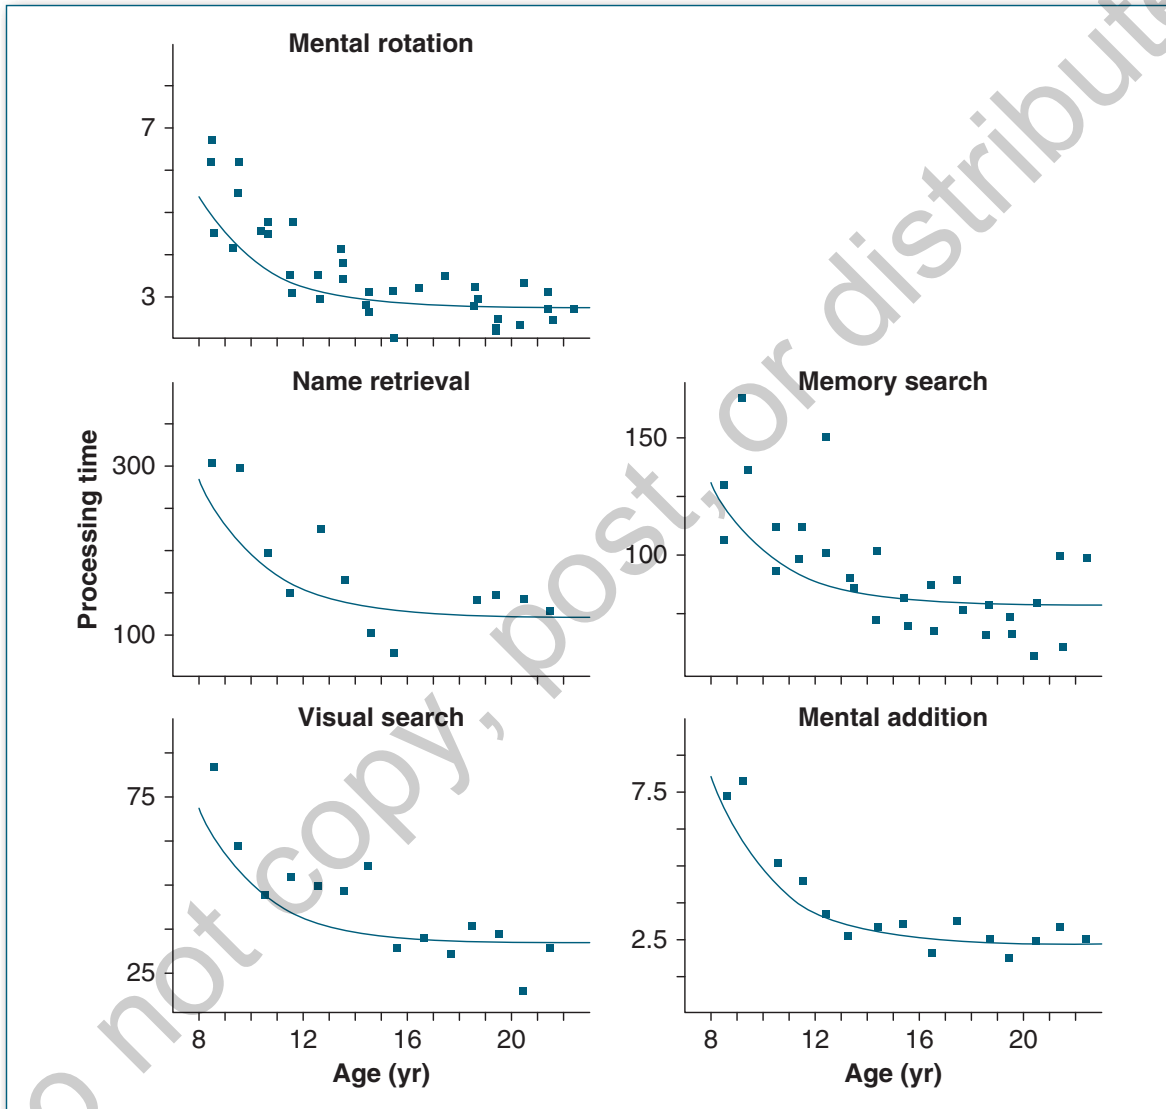 Mental rotation
7
3
Name retrieval
300
100
Processing time
Memory search
150
100
Visual search
75
25
8 12 16 20
Age (yr)
Mental addition
7.5
2.5
8 12 16 20
Age (yr)
o not copy, post, or distribute